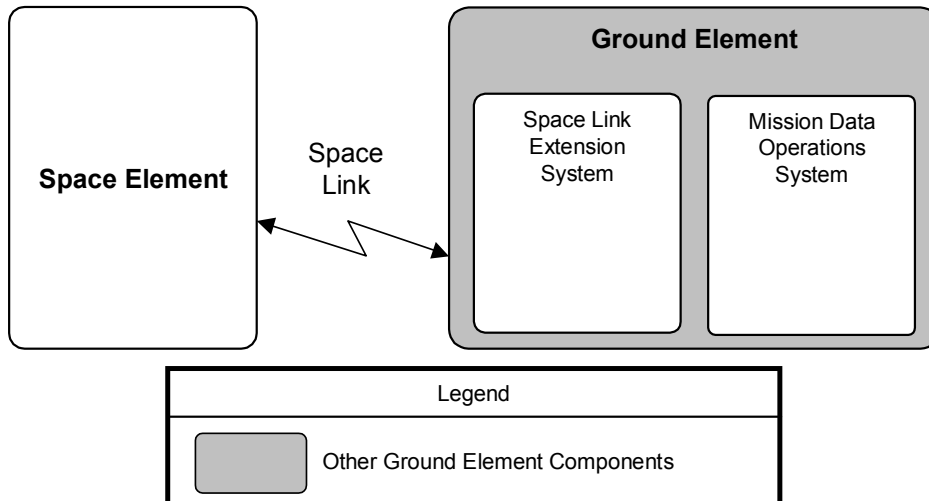 Space Element
Space
Link
Ground Element
Space Link
Extension
System
Mission Data
Operations
System
Legend
Other Ground Element Components